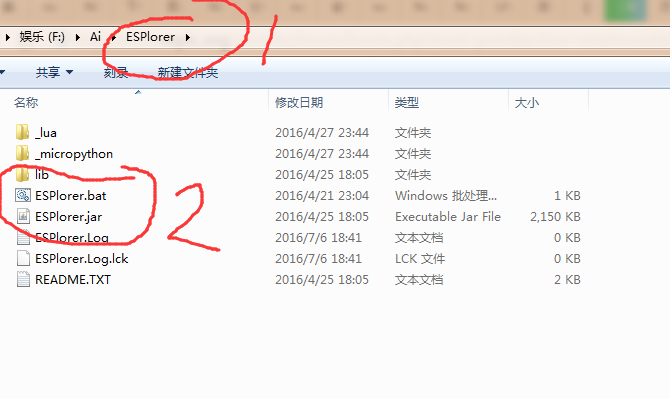 娱乐 (F:) Ai ESPlorer
1
共享 刻录 新建文件夹
名称 修改日期 类型 大小
_lua 2016/4/27 23:44 文件夹
_micropython 2016/4/27 23:44 文件夹
lib 2016/4/25 18:05 文件夹
ESPlorer.bat 2016/4/21 23:04 Windows 批处理... 1 KB
ESPlorer.jar 2016/4/25 18:05 Executable Jar File 2,150 KB
2
ESPlorer.Log 2016/7/6 18:41 文本文档 0 KB
ESPlorer.Log.lck 2016/7/6 18:41 LCK 文件 0 KB
README.TXT 2016/4/25 18:05 文本文档 2 KB